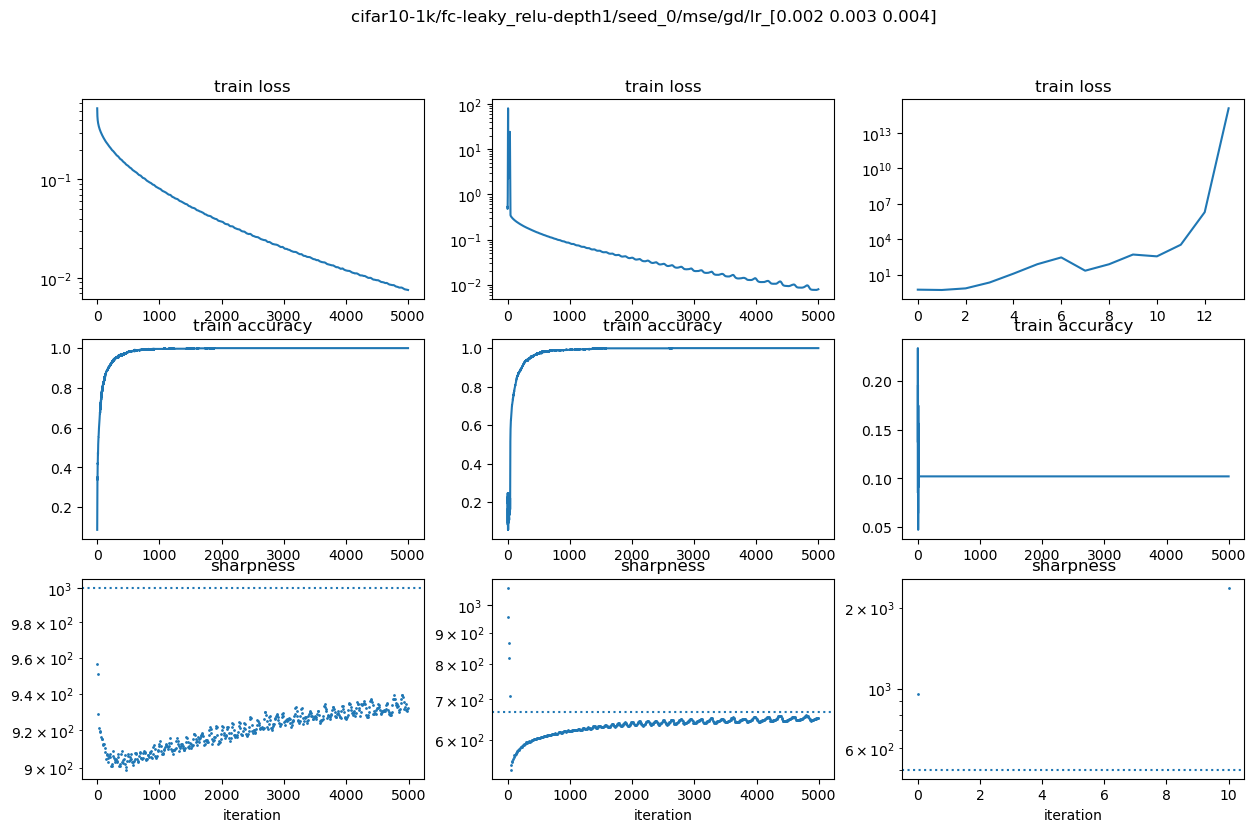 cifar10-1k/fc-leaky_relu-depth1/seed_0/mse/gd/lr_[0.002 0.003 0.004]
train loss
10⁻¹
10⁻²
0 1000 2000 3000 4000 5000
train loss
10²
10¹
10⁰
10⁻¹
10⁻²
0 1000 2000 3000 4000 5000
train loss
10¹³
10¹⁰
10⁷
10⁴
10¹
0 2 4 6 8 10 12
train accuracy
1.0
0.8
0.6
0.4
0.2
0 1000 2000 3000 4000 5000
train accuracy
1.0
0.8
0.6
0.4
0.2
0 1000 2000 3000 4000 5000
train accuracy
0.20
0.15
0.10
0.05
0 1000 2000 3000 4000 5000
sharpness
10³
9.8 × 10²
9.6 × 10²
9.4 × 10²
9.2 × 10²
9 × 10²
0 1000 2000 3000 4000 5000
iteration
sharpness
10³
9 × 10²
8 × 10²
7 × 10²
6 × 10²
0 1000 2000 3000 4000 5000
iteration
sharpness
2 × 10³
10³
6 × 10²
0 2 4 6 8 10
iteration